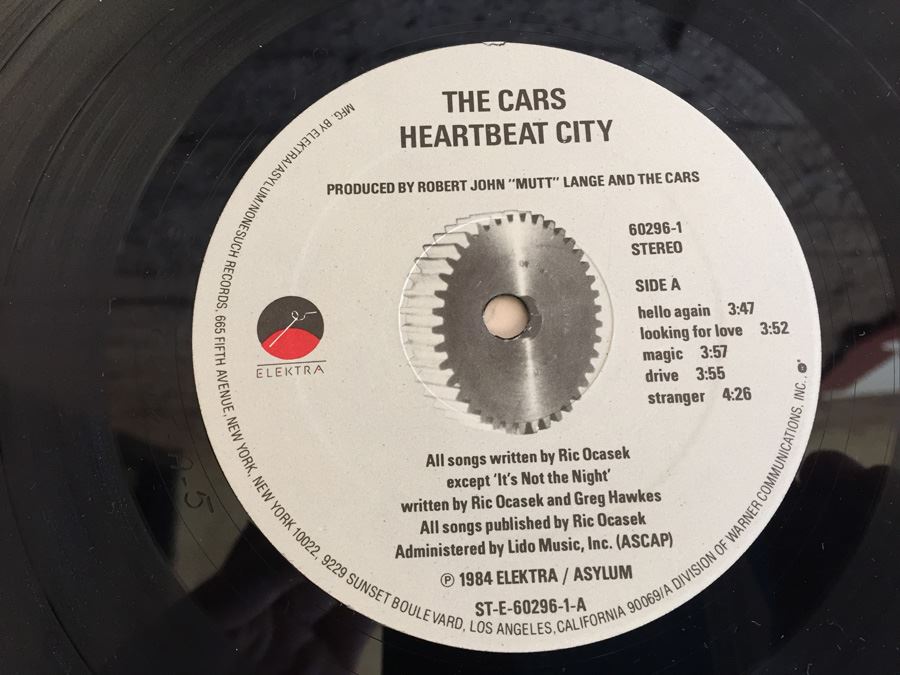 THE CARS
HEARTBEAT CITY
PRODUCED BY ROBERT JOHN "MUTT" LANGE AND THE CARS
60296-1
STEREO
SIDE A
hello again 3:47
looking for love 3:52
magic 3:57
drive 3:55
stranger 4:26
ELEKTRA
All songs written by Ric Ocasek
except 'It's Not the Night'
written by Ric Ocasek and Greg Hawkes
All songs published by Ric Ocasek
Administered by Lido Music, Inc. (ASCAP)
℗ 1984 ELEKTRA / ASYLUM
ST-E-60296-1-A
MFG. BY ELEKTRA/ASYLUM/NONESUCH RECORDS, 665 FIFTH AVENUE, NEW YORK, NEW YORK 10022, 9229 SUNSET BOULEVARD, LOS ANGELES, CALIFORNIA 90069/A DIVISION OF WARNER COMMUNICATIONS, INC.,